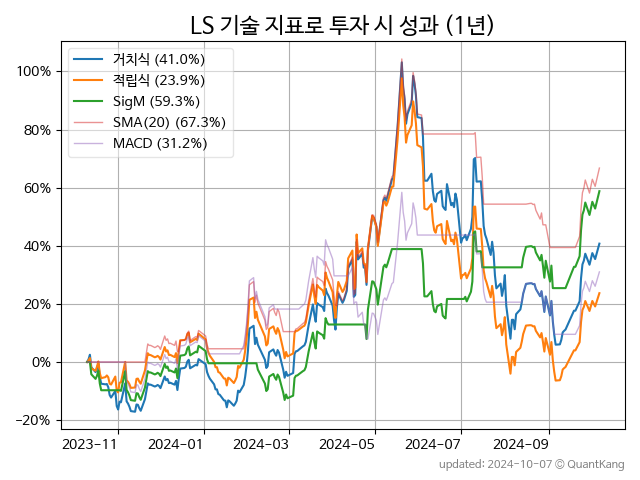 LS 기술 지표로 투자 시 성과 (1년)
거치식 (41.0%)
적립식 (23.9%)
SigM (59.3%)
SMA(20) (67.3%)
MACD (31.2%)
100%
80%
60%
40%
20%
0%
−20%
2023−11
2024−01
2024−03
2024−05
2024−07
2024−09
updated: 2024-10-07 © QuantKang